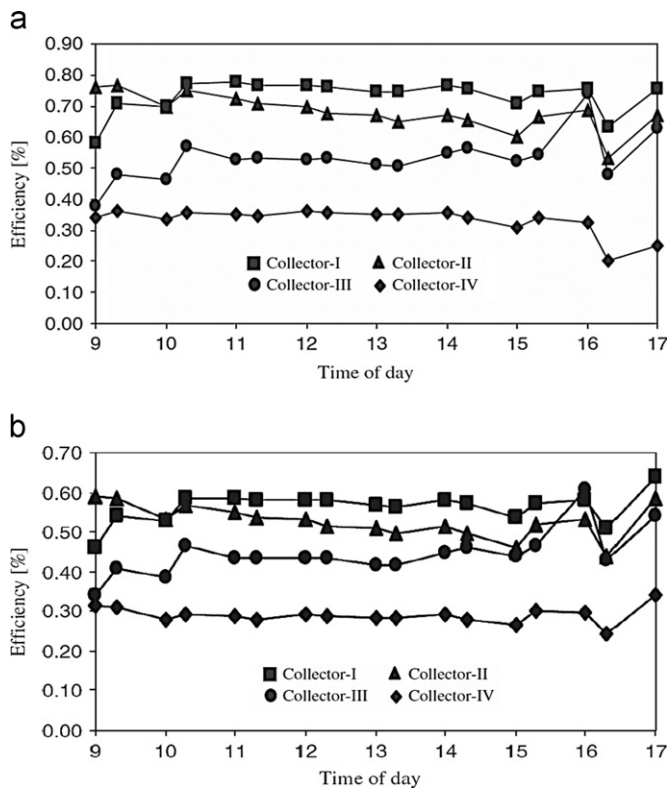 a
0.90
0.80
0.70
0.60
0.50
0.40
0.30
0.20
0.10
0.00
Efficiency [%]
Collector-I Collector-II
Collector-III Collector-IV
9 10 11 12 13 14 15 16 17
Time of day
b
0.70
0.60
0.50
0.40
0.30
0.20
0.10
0.00
Efficiency [%]
Collector-I Collector-II
Collector-III Collector-IV
9 10 11 12 13 14 15 16 17
Time of day